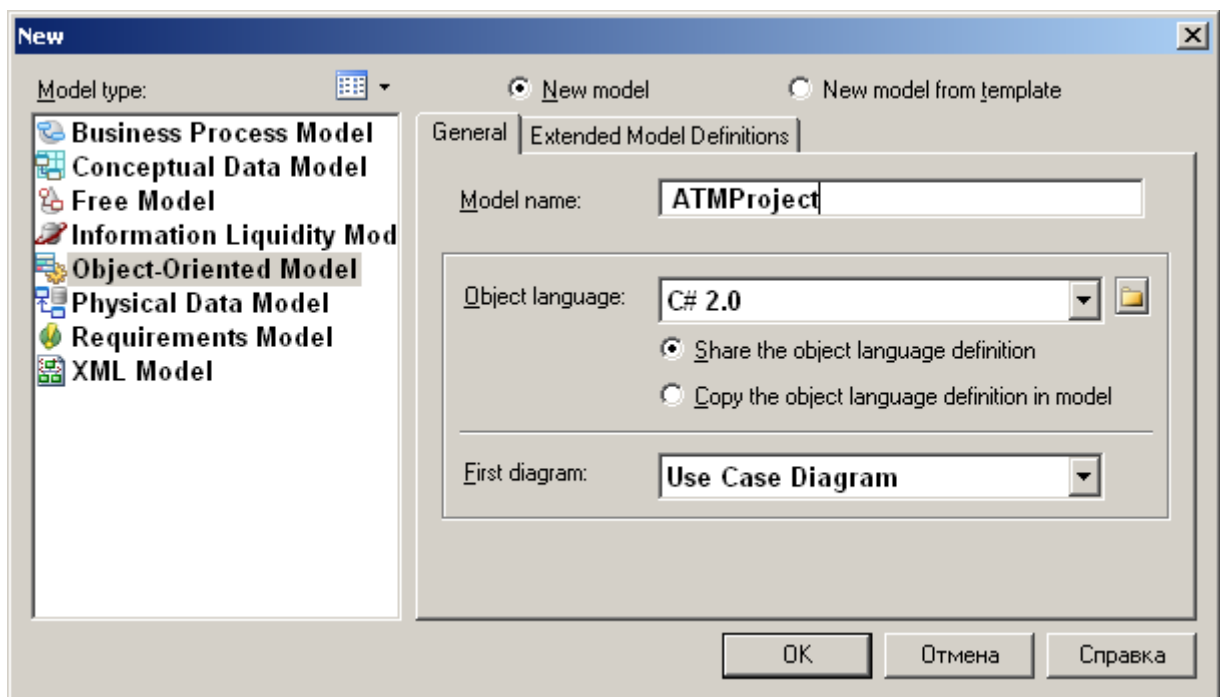 New
Model type:
New model
New model from template
Business Process Model
Conceptual Data Model
Free Model
Information Liquidity Mod
Object-Oriented Model
Physical Data Model
Requirements Model
XML Model
General
Extended Model Definitions
Model name:
ATMProject
Object language:
C# 2.0
Share the object language definition
Copy the object language definition in model
First diagram:
Use Case Diagram
OK
Отмена
Справка